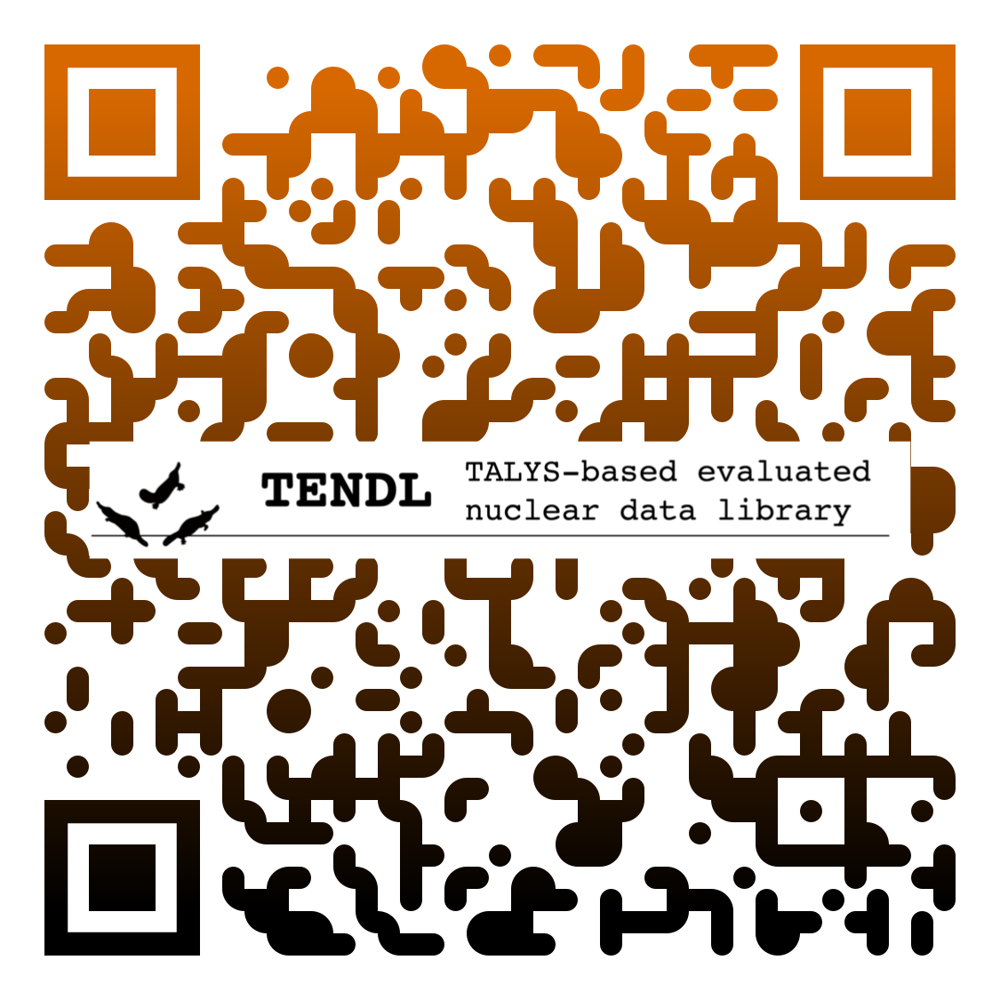 TENDL
TALYS-based evaluated
nuclear data library